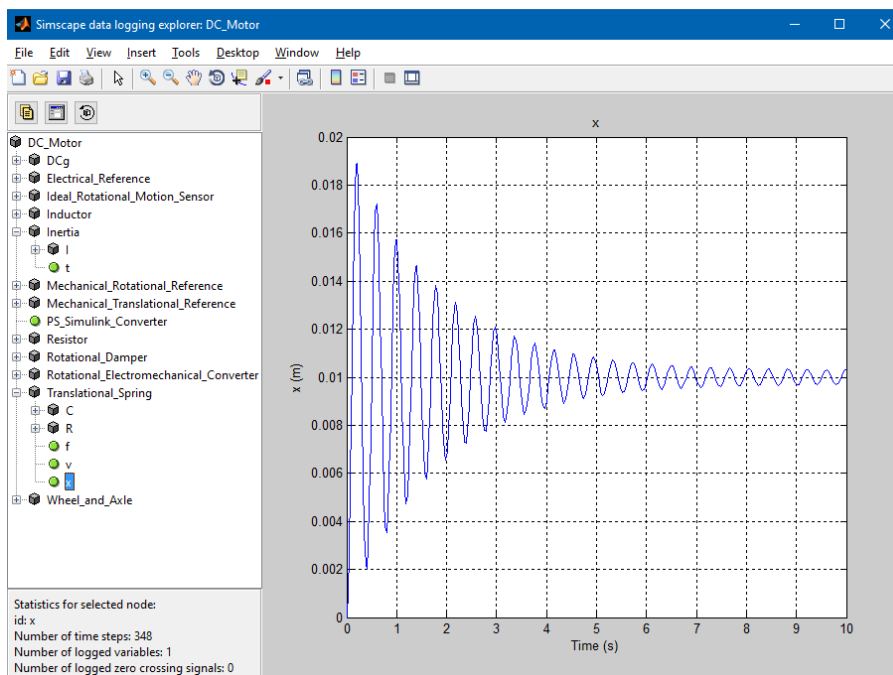 Simscape data logging explorer: DC_Motor
File Edit View Insert Tools Desktop Window Help
DC_Motor
DCg
Electrical_Reference
Ideal_Rotational_Motion_Sensor
Inductor
Inertia
I
t
Mechanical_Rotational_Reference
Mechanical_Translational_Reference
PS_Simulink_Converter
Resistor
Rotational_Damper
Rotational_Electromechanical_Converter
Translational_Spring
C
R
f
v
x
Wheel_and_Axle
Statistics for selected node:
id: x
Number of time steps: 348
Number of logged variables: 1
Number of logged zero crossing signals: 0
x
0.02
0.018
0.016
0.014
0.012
0.01
0.008
0.006
0.004
0.002
0
x (m)
0 1 2 3 4 5 6 7 8 9 10
Time (s)